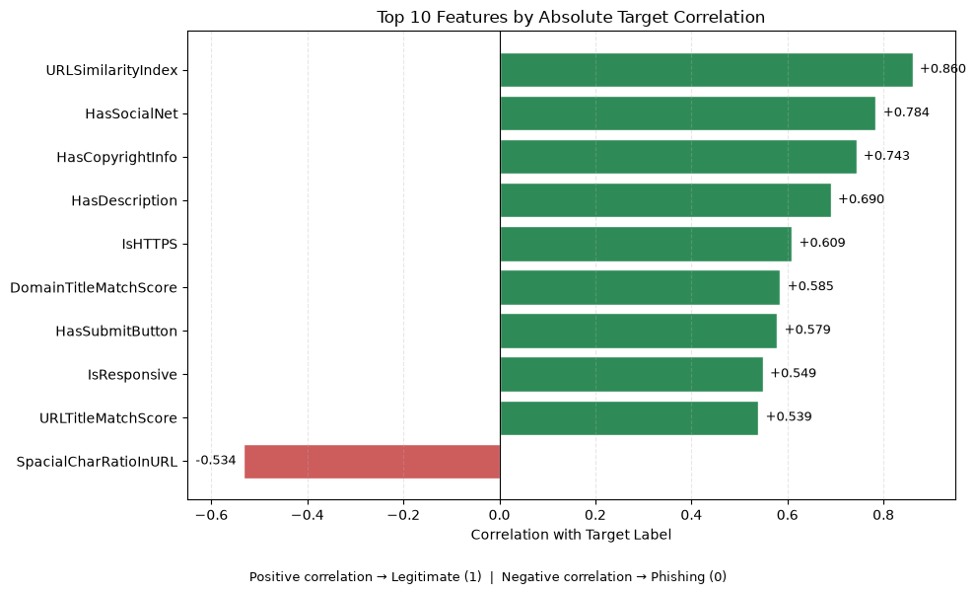 Top 10 Features by Absolute Target Correlation
URLSimilarityIndex +0.860
HasSocialNet +0.784
HasCopyrightInfo +0.743
HasDescription +0.690
IsHTTPS +0.609
DomainTitleMatchScore +0.585
HasSubmitButton +0.579
IsResponsive +0.549
URLTitleMatchScore +0.539
SpacialCharRatioInURL -0.534
−0.6 −0.4 −0.2 0.0 0.2 0.4 0.6 0.8
Correlation with Target Label
Positive correlation → Legitimate (1) | Negative correlation → Phishing (0)